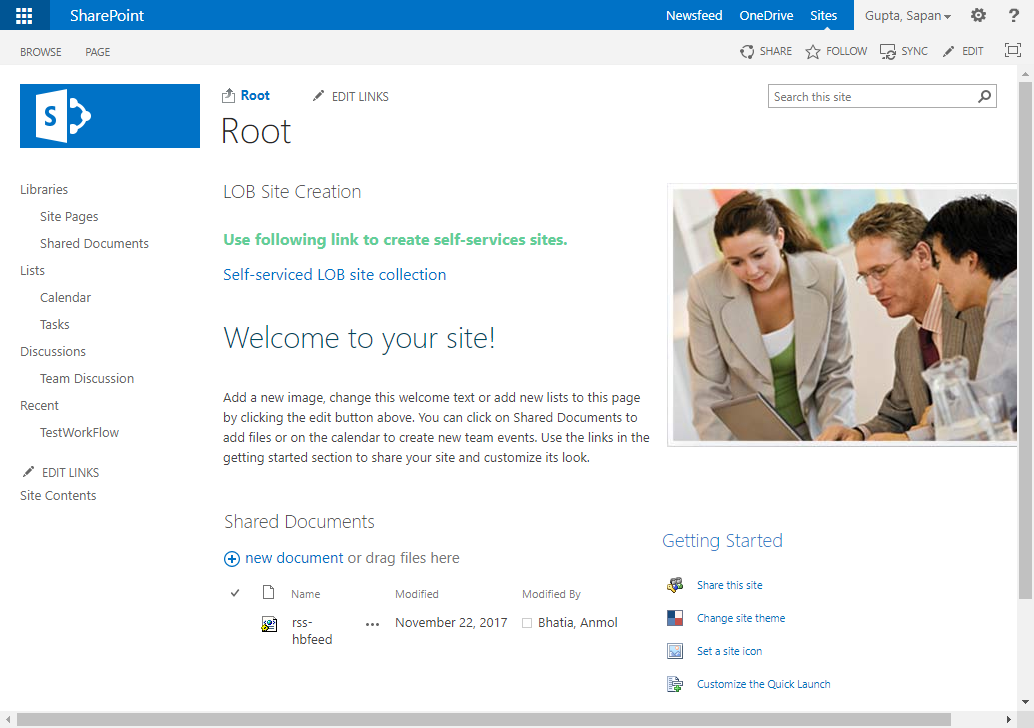 SharePoint
Newsfeed OneDrive Sites Gupta, Sapan ?
BROWSE PAGE
SHARE FOLLOW SYNC EDIT
S
Root EDIT LINKS
Search this site
Root
Libraries
Site Pages
Shared Documents
Lists
Calendar
Tasks
Discussions
Team Discussion
Recent
TestWorkFlow
EDIT LINKS
Site Contents
LOB Site Creation
Use following link to create self-services sites.
Self-serviced LOB site collection
Welcome to your site!
Add a new image, change this welcome text or add new lists to this page
by clicking the edit button above. You can click on Shared Documents to
add files or on the calendar to create new team events. Use the links in the
getting started section to share your site and customize its look.
Shared Documents
new document or drag files here
Name Modified Modified By
rss-
hbfeed
... November 22, 2017 Bhatia, Anmol
Getting Started
Share this site
Change site theme
Set a site icon
Customize the Quick Launch